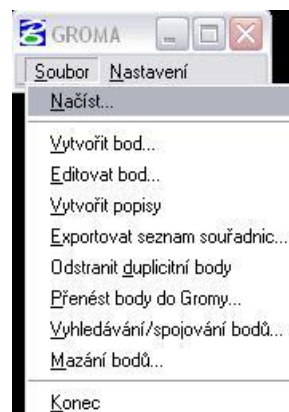 GROMA
Soubor Nastavení
Načíst...
Vytvořit bod...
Editovat bod...
Vytvořit popisy
Exportovat seznam souřadnic...
Odstranit duplicitní body
Přenést body do Gromy...
Vyhledávání/spojování bodů...
Mazání bodů...
Konec